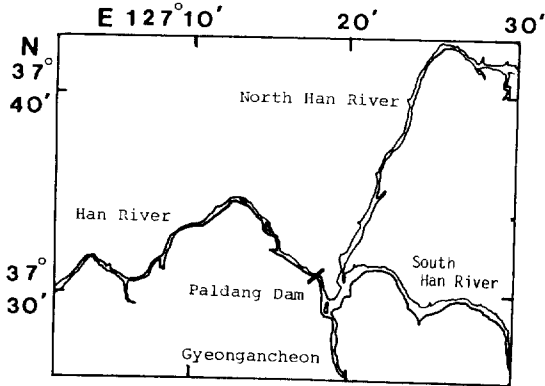 E 127° 10′ 20′ 30′
N
37°
40′
North Han River
Han River
South
Han River
37°
30′
Paldang Dam
Gyeongancheon